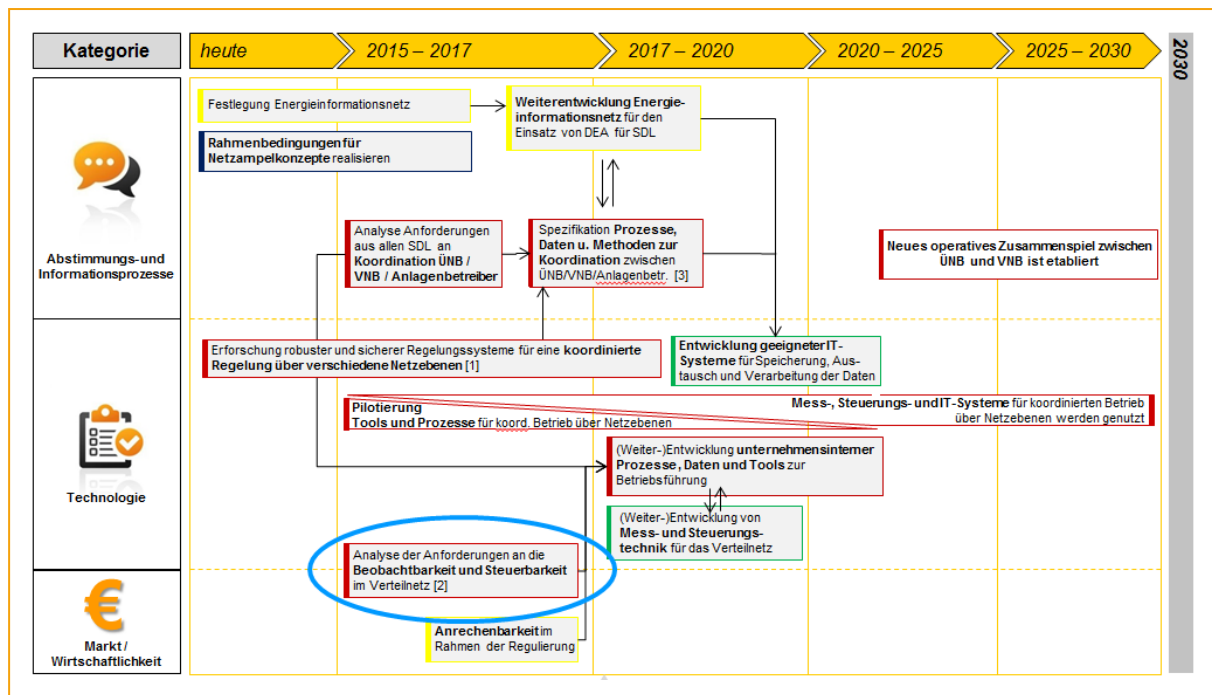 Kategorie
heute
2015 – 2017
2017 – 2020
2020 – 2025
2025 – 2030
2030
Abstimmungs- und
Informationsprozesse
Festlegung Energieinformationsnetz
Weiterentwicklung Energie-
informationsnetz für den
Einsatz von DEA für SDL
Rahmenbedingungen für
Netzampelkonzepte realisieren
Analyse Anforderungen
aus allen SDL an
Koordination ÜNB /
VNB / Anlagenbetreiber
Spezifikation Prozesse,
Daten u. Methoden zur
Koordination zwischen
ÜNB/VNB/Anlagenbetr. [3]
Neues operatives Zusammenspiel zwischen
ÜNB und VNB ist etabliert
Technologie
Erforschung robuster und sicherer Regelungssysteme für eine koordinierte
Regelung über verschiedene Netzebenen [1]
Entwicklung geeigneter IT-
Systeme für Speicherung, Aus-
tausch und Verarbeitung der Daten
Pilotierung
Tools und Prozesse für koord. Betrieb über Netzebenen
Mess-, Steuerungs- und IT-Systeme für koordinierten Betrieb
über Netzebenen werden genutzt
(Weiter-)Entwicklung unternehmensinterner
Prozesse, Daten und Tools zur
Betriebsführung
(Weiter-)Entwicklung von
Mess- und Steuerungs-
technik für das Verteilnetz
Analyse der Anforderungen an die
Beobachtbarkeit und Steuerbarkeit
im Verteilnetz [2]
€
Markt /
Wirtschaftlichkeit
Anrechenbarkeit im
Rahmen der Regulierung